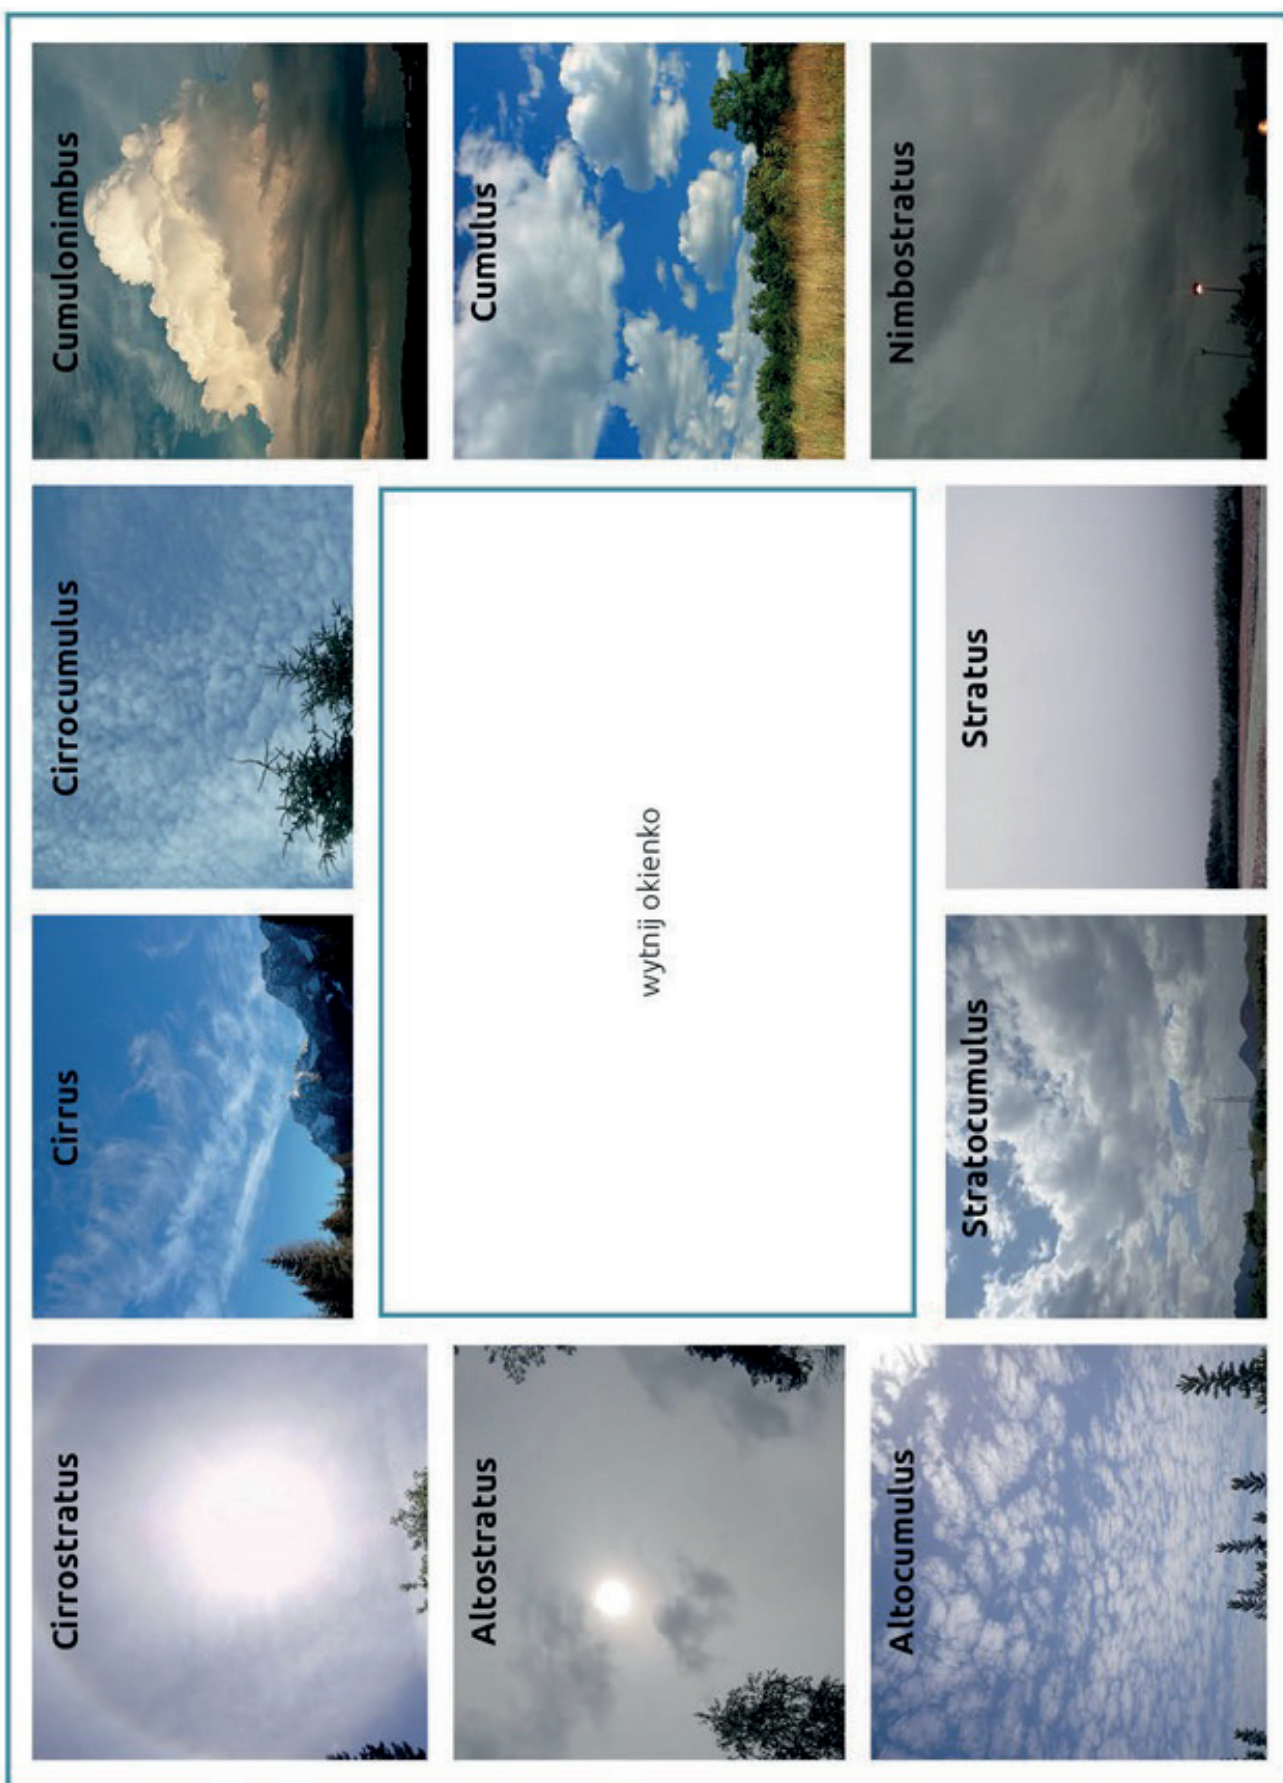 Cirrostratus
Cirrus
Cirrocumulus
Cumulonimbus
Altostratus
wytnij okienko
Cumulus
Altocumulus
Stratocumulus
Stratus
Nimbostratus